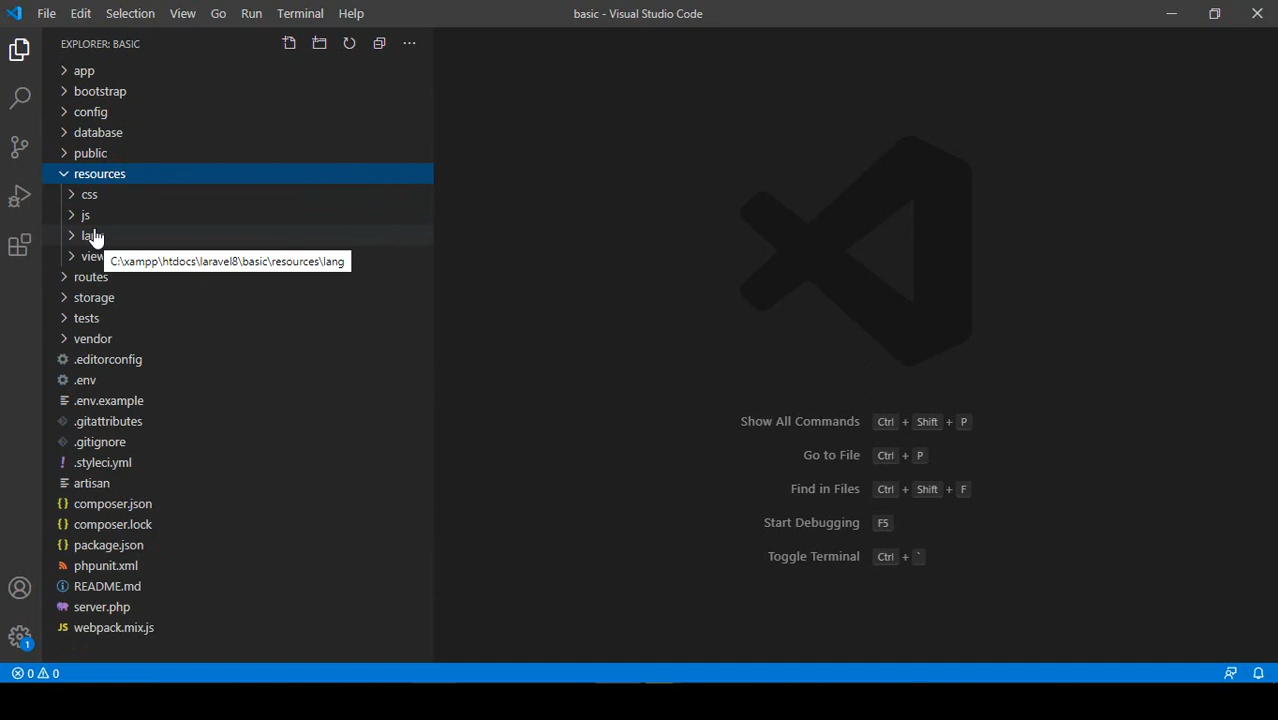 File Edit Selection View Go Run Terminal Help
basic - Visual Studio Code
EXPLORER: BASIC
app
bootstrap
config
database
public
resources
css
js
C:\xampp\htdocs\laravel8\basic\resources\lang
routes
storage
tests
vendor
.editorconfig
.env
.env.example
.gitattributes
.gitignore
.styleci.yml
artisan
composer.json
composer.lock
package.json
phpunit.xml
README.md
server.php
JS webpack.mix.js
1
0 0
Show All Commands Ctrl + Shift + P
Go to File Ctrl + P
Find in Files Ctrl + Shift + F
Start Debugging F5
Toggle Terminal Ctrl + `